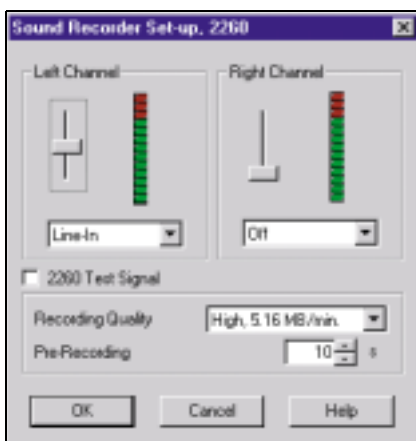 Sound Recorder Set-up, 2260
Left Channel
Right Channel
Line-In
Off
2260 Test Signal
Recording Quality
High, 5.16 MB/min.
Pre-Recording
10
s
OK
Cancel
Help